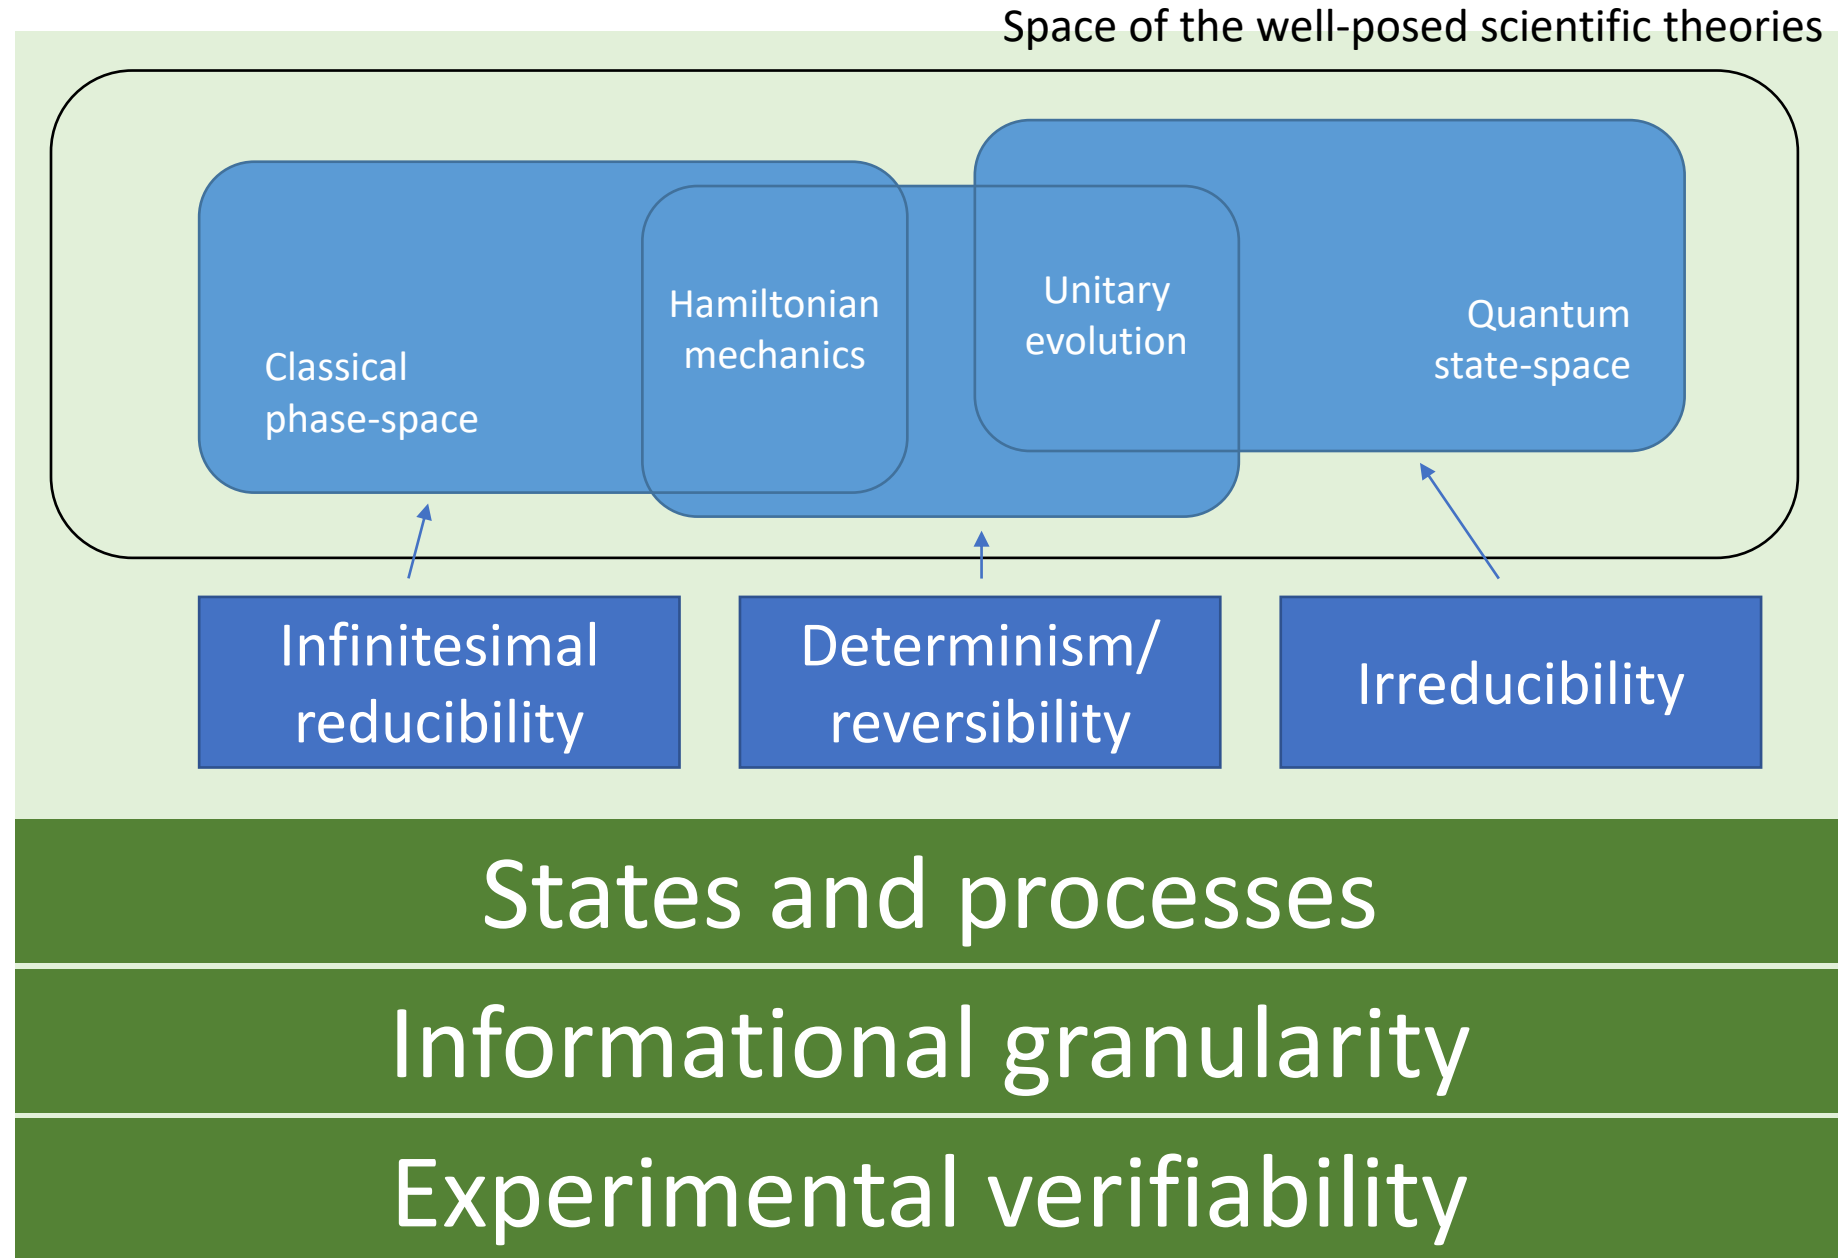 Space of the well-posed scientific theories
Hamiltonian
mechanics
Unitary
evolution
Quantum
state-space
Classical
phase-space
Infinitesimal
reducibility
Determinism/
reversibility
Irreducibility
States and processes
Informational granularity
Experimental verifiability